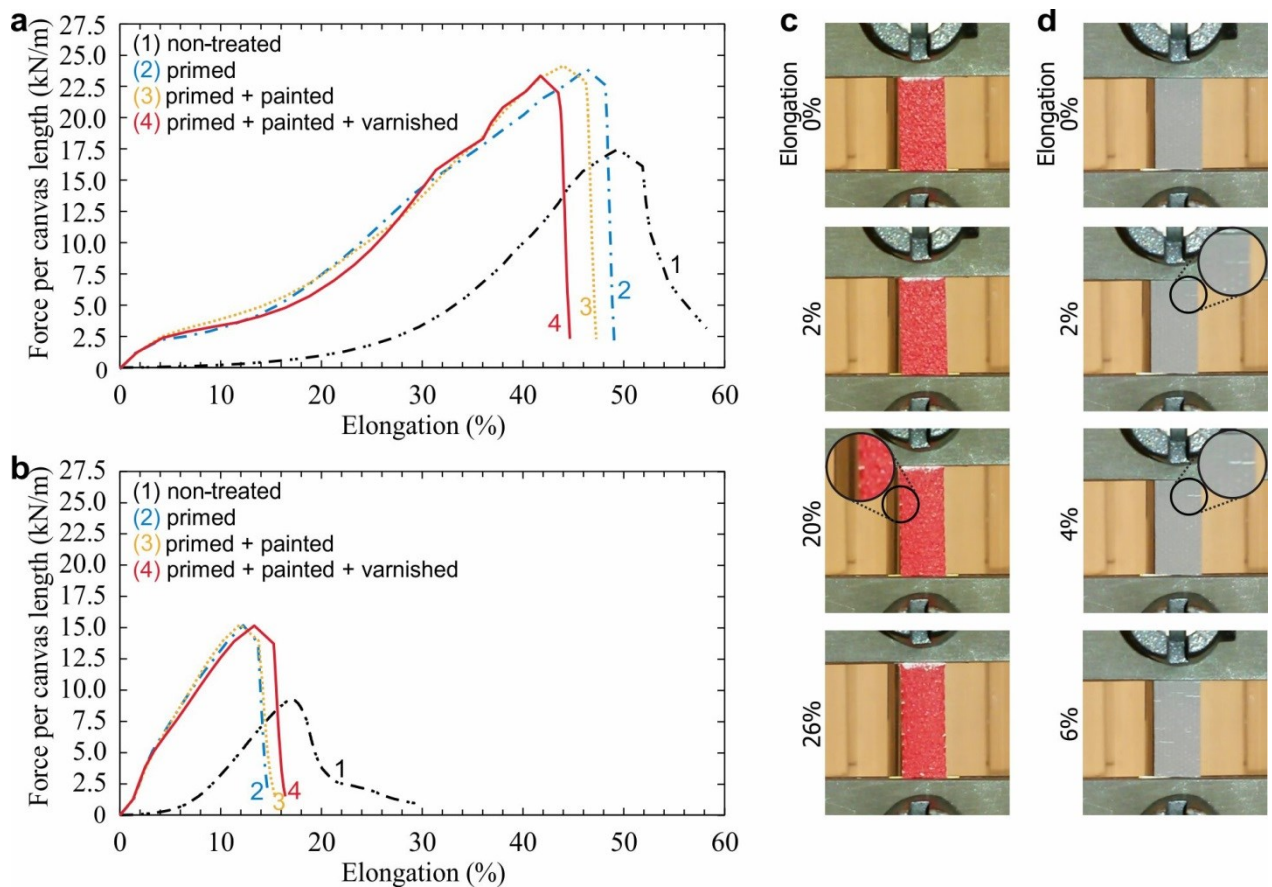 a
Force per canvas length (kN/m)
27.5
25.0
22.5
20.0
17.5
15.0
12.5
10.0
7.5
5.0
2.5
0
(1) non-treated
(2) primed
(3) primed + painted
(4) primed + painted + varnished
1
2
3
4
0 10 20 30 40 50 60
Elongation (%)
b
Force per canvas length (kN/m)
27.5
25.0
22.5
20.0
17.5
15.0
12.5
10.0
7.5
5.0
2.5
0
(1) non-treated
(2) primed
(3) primed + painted
(4) primed + painted + varnished
1
2
3
4
0 10 20 30 40 50 60
Elongation (%)
c
Elongation
0%
2%
20%
26%
d
Elongation
0%
2%
4%
6%